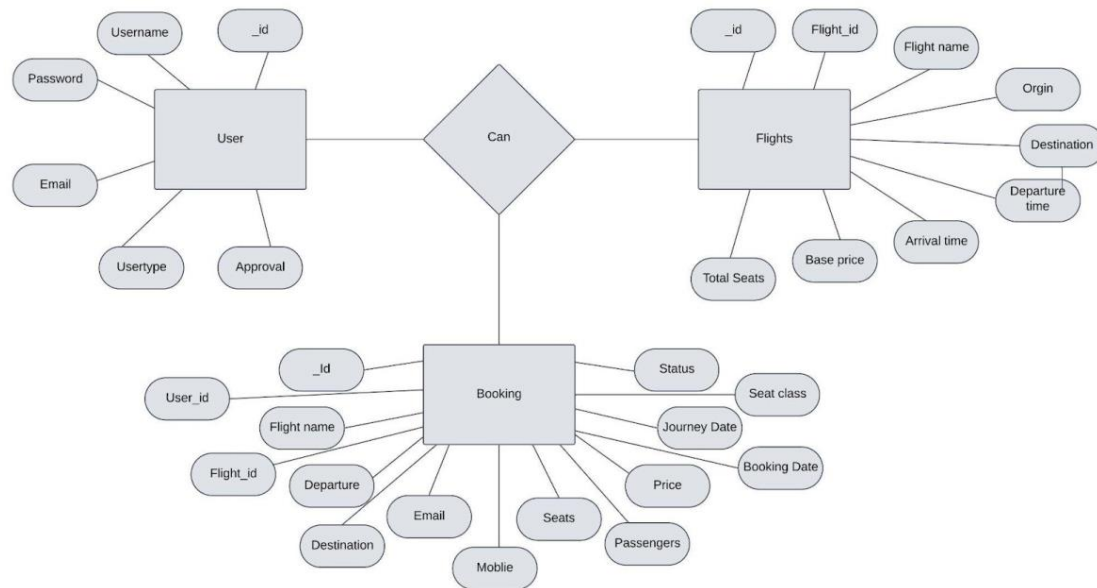 Username
_id
Password
User
Email
Usertype
Approval
Can
_id
Flight_id
Flight name
Orgin
Flights
Destination
Departure
time
Arrival time
Base price
Total Seats
_Id
Status
User_id
Booking
Seat class
Flight name
Journey Date
Flight_id
Booking Date
Departure
Price
Email
Seats
Destination
Passengers
Moblie